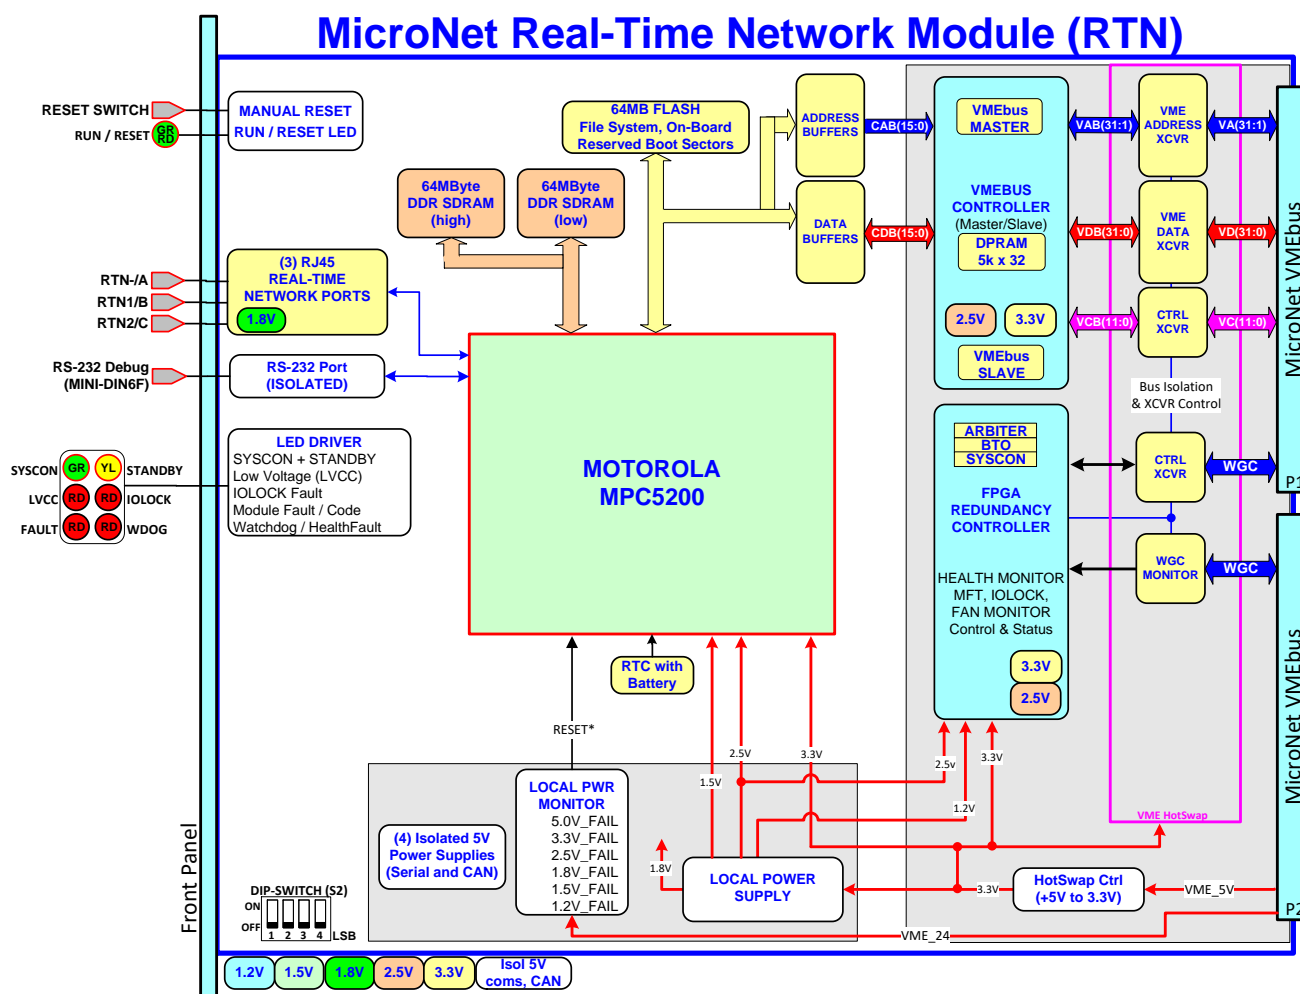 MicroNet Real-Time Network Module (RTN)
RESET SWITCH
RUN / RESET
GR
RD
MANUAL RESET
RUN / RESET LED
64MB FLASH
File System, On-Board
Reserved Boot Sectors
ADDRESS
BUFFERS
CAB(15:0)
VMEbus
MASTER
VAB(31:1)
VME
ADDRESS
XCVR
VA(31:1)
64MByte
DDR SDRAM
(high)
64MByte
DDR SDRAM
(low)
DATA
BUFFERS
CDB(15:0)
VMEBUS
CONTROLLER
(Master/Slave)
DPRAM
5k x 32
VDB(31:0)
VME
DATA
XCVR
VD(31:0)
2.5V
3.3V
VMEbus
SLAVE
VCB(11:0)
CTRL
XCVR
VC(11:0)
MicroNet VMEbus
P1
RTN-/A
RTN1/B
RTN2/C
(3) RJ45
REAL-TIME
NETWORK PORTS
1.8V
RS-232 Debug
(MINI-DIN6F)
RS-232 Port
(ISOLATED)
Bus Isolation
& XCVR Control
SYSCON
GR
YL
STANDBY
LVCC
RD
RD
IOLOCK
FAULT
RD
RD
WDOG
LED DRIVER
SYSCON + STANDBY
Low Voltage (LVCC)
IOLOCK Fault
Module Fault / Code
Watchdog / HealthFault
MOTOROLA
MPC5200
ARBITER
BTO
SYSCON
FPGA
REDUNDANCY
CONTROLLER
HEALTH MONITOR
MFT, IOLOCK,
FAN MONITOR
Control & Status
3.3V
2.5V
CTRL
XCVR
WGC
WGC
MONITOR
WGC
MicroNet VMEbus
P2
RTC with
Battery
RESET*
1.5V
2.5V
3.3V
2.5v
1.2V
3.3V
VME HotSwap
LOCAL PWR
MONITOR
5.0V_FAIL
3.3V_FAIL
2.5V_FAIL
1.8V_FAIL
1.5V_FAIL
1.2V_FAIL
(4) Isolated 5V
Power Supplies
(Serial and CAN)
1.8V
LOCAL POWER
SUPPLY
3.3V
HotSwap Ctrl
(+5V to 3.3V)
VME_5V
VME_24
Front Panel
DIP-SWITCH (S2)
ON
OFF
1 2 3 4
LSB
1.2V
1.5V
1.8V
2.5V
3.3V
Isol 5V
coms, CAN